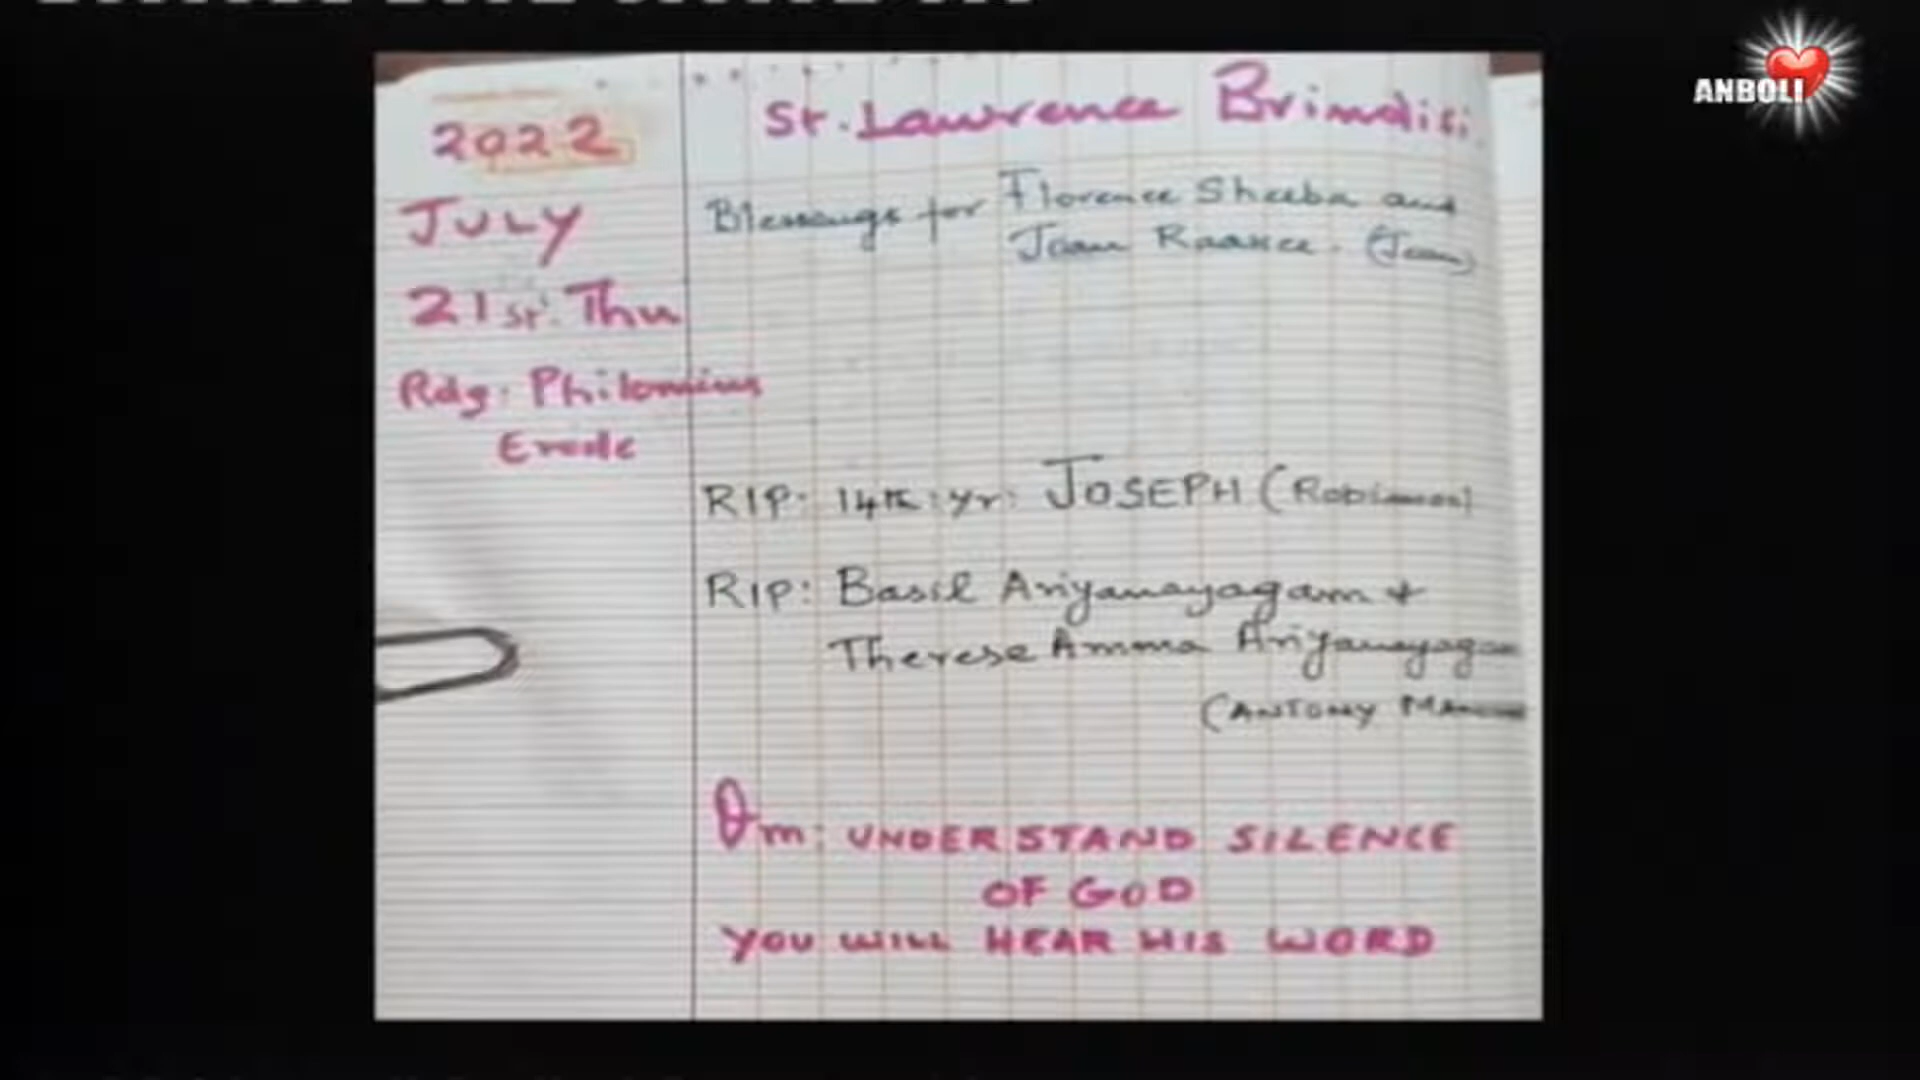 ANBOLI
2022
JULY
21st. Thu
Rdg. Philominus
Erode
St. Lawrence Brindisi
Blessings for Florence Sheeba and
Joan (Joan)
RIP: 14th: yr: JOSEPH (Robinson)
RIP: Basil Ariyanayagam +
Therese Amma Ariyanayagam
(ANTONY
Om: UNDERSTAND SILENCE
OF GOD
YOU WILL HEAR HIS WORD